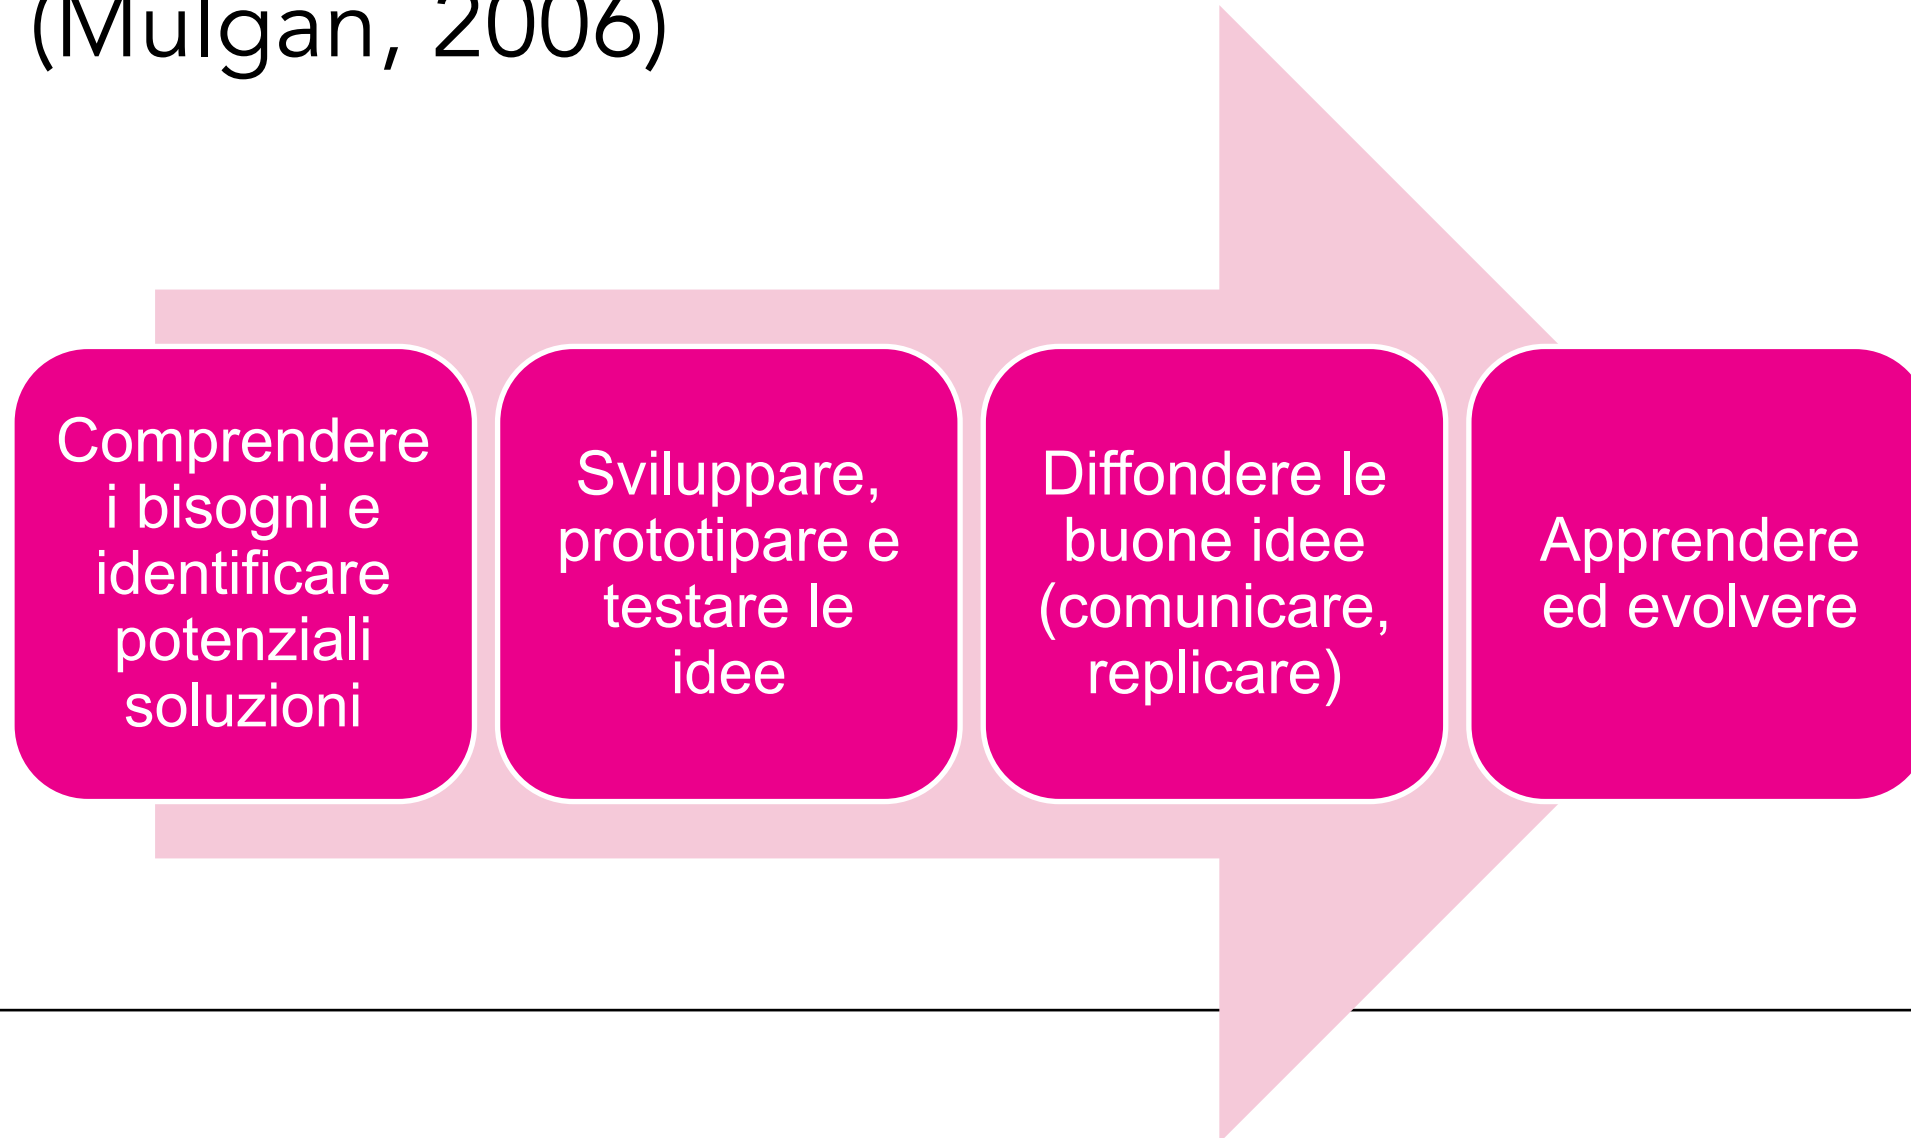 (Mulgan, 2006)
Comprendere
i bisogni e
identificare
potenziali
soluzioni
Sviluppare,
prototipare e
testare le
idee
Diffondere le
buone idee
(comunicare,
replicare)
Apprendere
ed evolvere